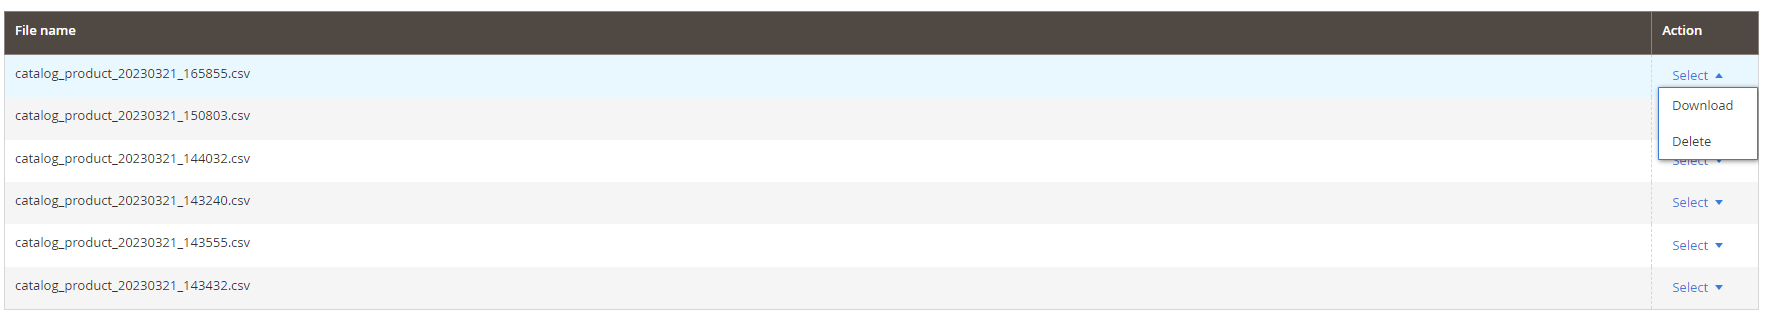 File name Action
catalog_product_20230321_165855.csv Select
catalog_product_20230321_150803.csv Download
Delete
catalog_product_20230321_144032.csv Select
catalog_product_20230321_143240.csv Select
catalog_product_20230321_143555.csv Select
catalog_product_20230321_143432.csv Select